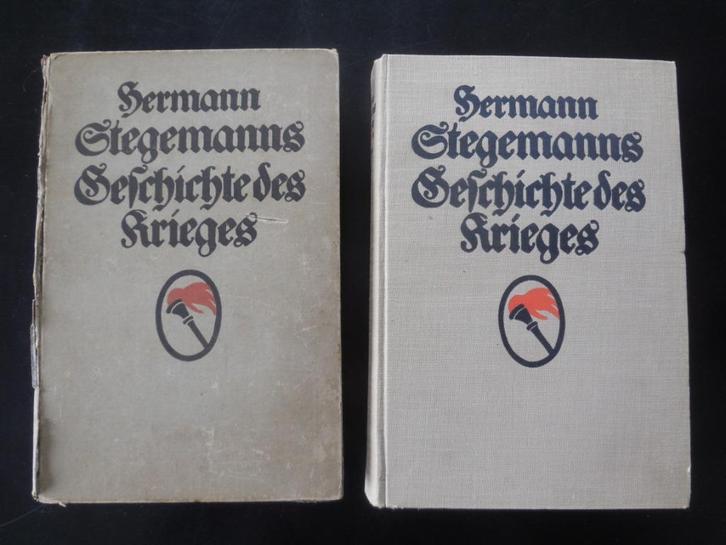 Hermann
Stegemanns
Geſchichte des
Krieges
Hermann
Stegemanns
Geſchichte des
Krieges